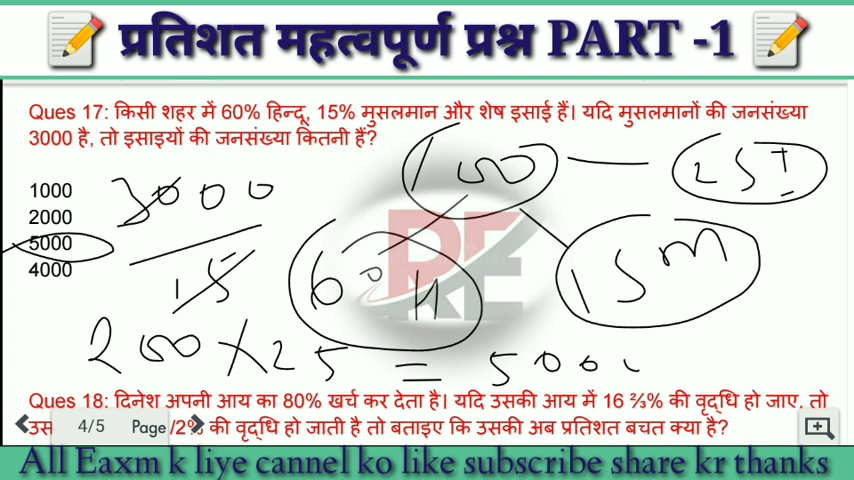 प्रतिशत महत्वपूर्ण प्रश्न PART -1
Ques 17: किसी शहर में 60% हिन्दू, 15% मुसलमान और शेष इसाई हैं। यदि मुसलमानों की जनसंख्या
3000 है, तो इसाइयों की जनसंख्या कितनी हैं?
100
25 I
1000
3000
2000
15
60 H
15 M
5000
4000
200 × 25 = 5000
Ques 18: दिनेश अपनी आय का 80% खर्च कर देता है। यदि उसकी आय में 16 ⅔% की वृद्धि हो जाए, तो
उस /2% की वृद्धि हो जाती है तो बताइए कि उसकी अब प्रतिशत बचत क्या है?
4/5 Page
All Eaxm k liye cannel ko like subscribe share kr thanks